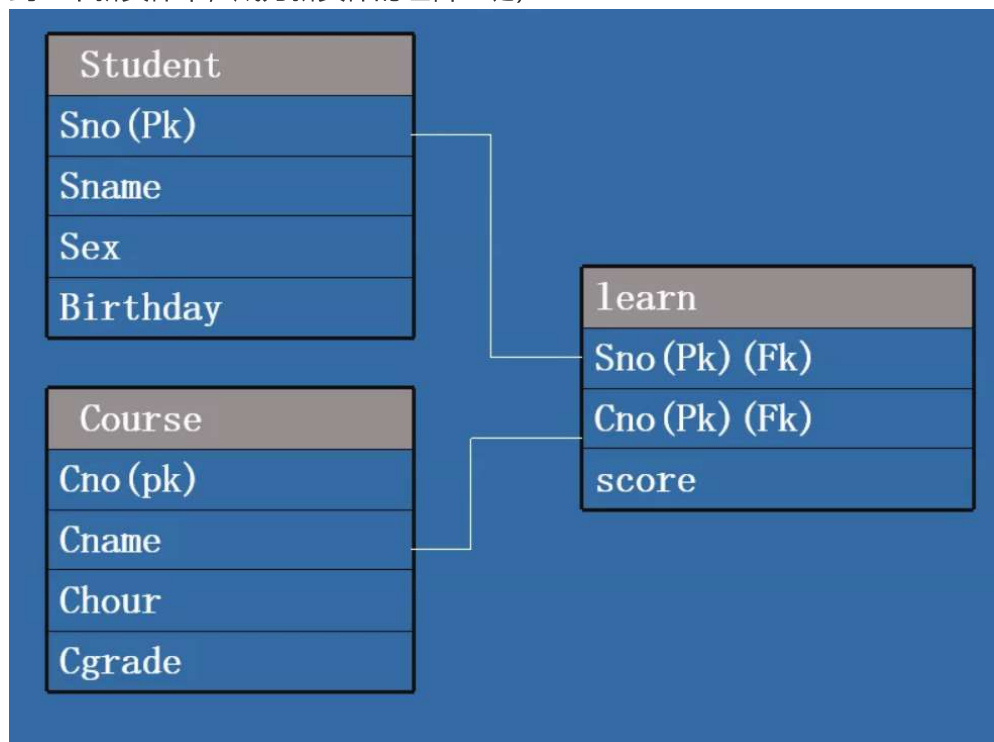 Student
Sno(Pk)
Sname
Sex
Birthday
Course
Cno(pk)
Cname
Chour
Cgrade
learn
Sno(Pk)(Fk)
Cno(Pk)(Fk)
score